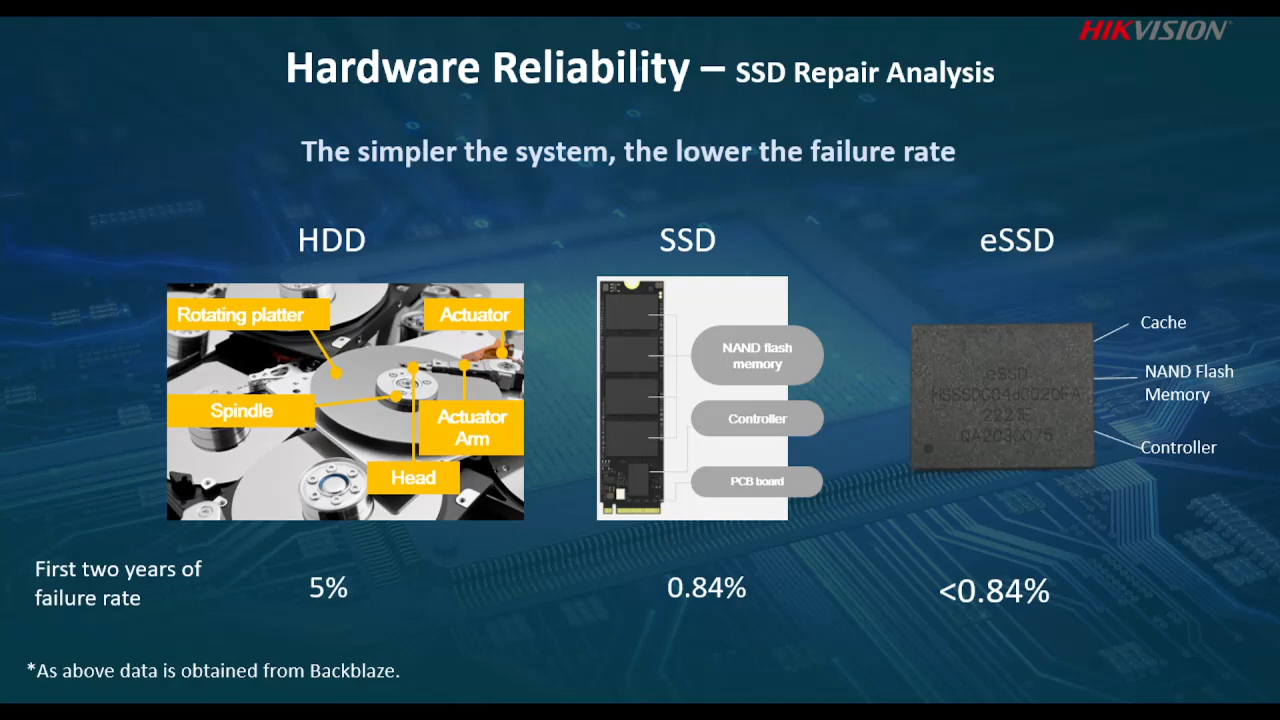 HIKVISION
Hardware Reliability – SSD Repair Analysis
The simpler the system, the lower the failure rate
HDD
SSD
eSSD
Rotating platter
Actuator
Spindle
Actuator
Arm
Head
NAND flash
memory
Controller
PCB board
eSSD
2221E
QA2030075
Cache
NAND Flash
Memory
Controller
First two years of
failure rate
5%
0.84%
<0.84%
*As above data is obtained from Backblaze.